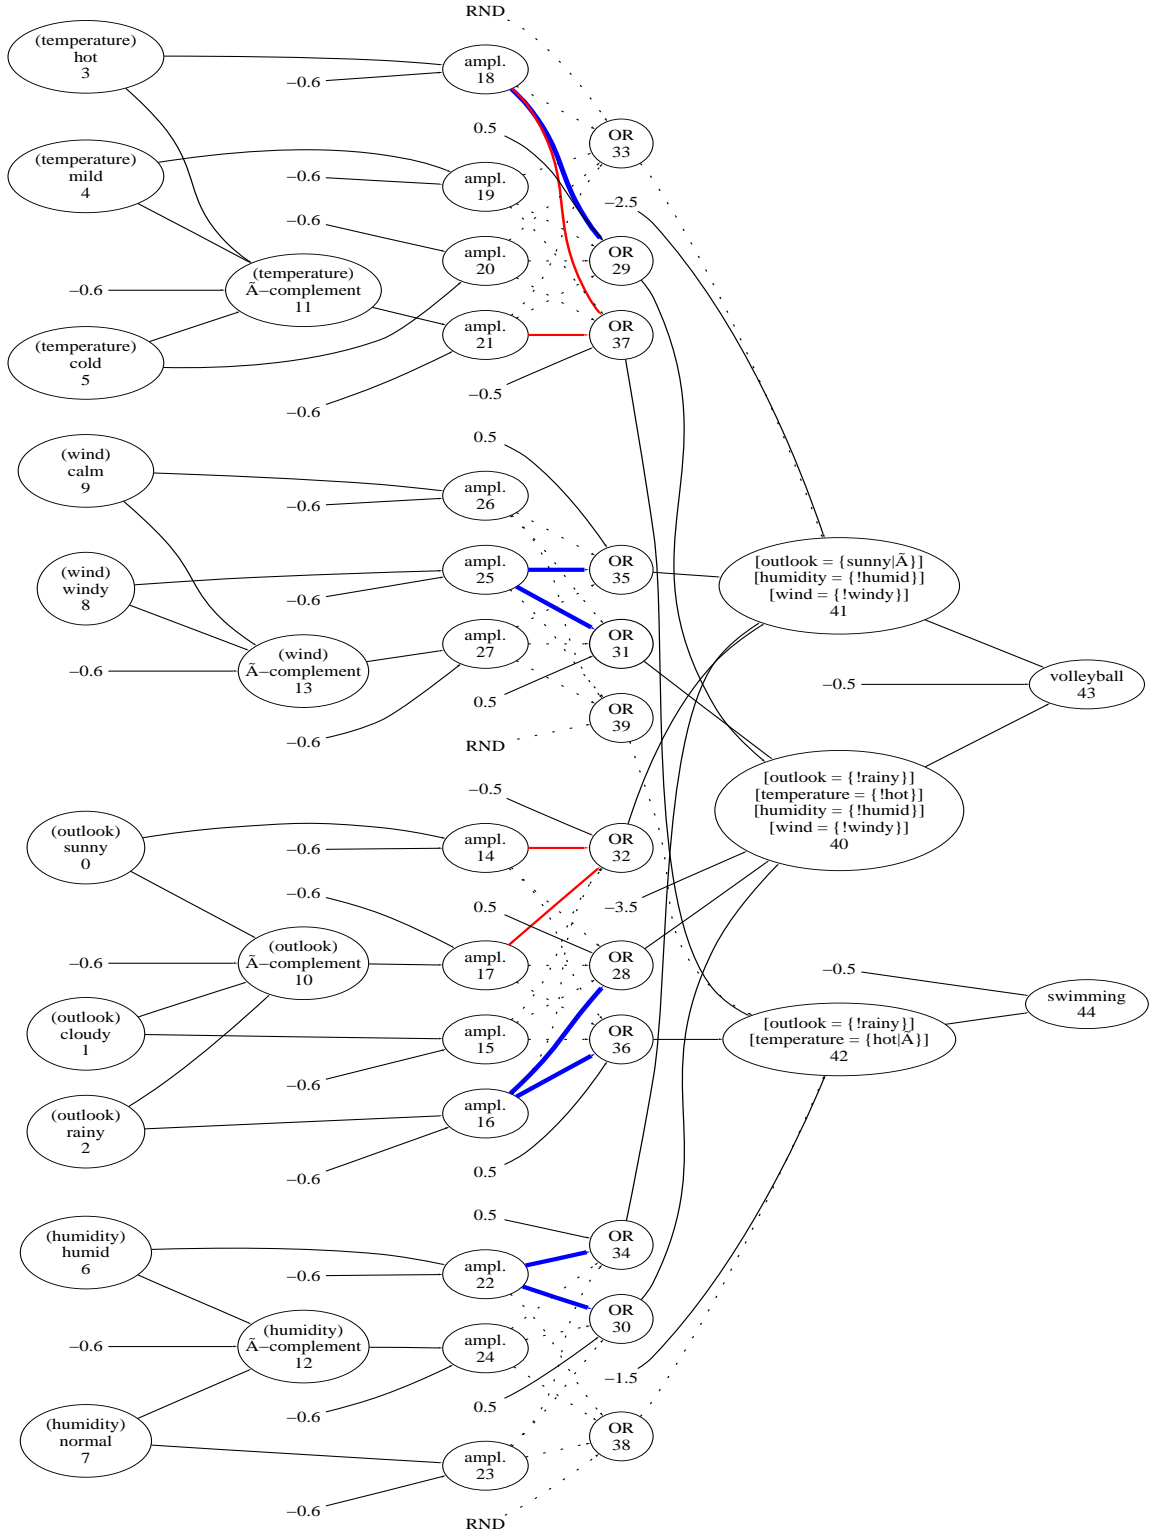 RND
(temperature)
hot
3
ampl.
18
−0.6
0.5
OR
33
(temperature)
mild
4
−0.6
ampl.
19
−2.5
−0.6
ampl.
20
OR
29
(temperature)
Ã−complement
11
−0.6
ampl.
21
OR
37
(temperature)
cold
5
−0.6
−0.5
0.5
(wind)
calm
9
ampl.
26
−0.6
(wind)
windy
8
ampl.
25
−0.6
OR
35
[outlook = {sunny|Ã}]
[humidity = {!humid}]
[wind = {!windy}]
41
ampl.
27
OR
31
(wind)
Ã−complement
13
−0.6
0.5
−0.5
volleyball
43
OR
39
−0.6
RND
−0.5
[outlook = {!rainy}]
[temperature = {!hot}]
[humidity = {!humid}]
[wind = {!windy}]
40
(outlook)
sunny
0
−0.6
ampl.
14
OR
32
−0.6
0.5
−3.5
(outlook)
Ã−complement
10
−0.6
ampl.
17
OR
28
−0.5
swimming
44
(outlook)
cloudy
1
ampl.
15
OR
36
[outlook = {!rainy}]
[temperature = {hot|Ã}]
42
−0.6
(outlook)
rainy
2
ampl.
16
−0.6
0.5
0.5
(humidity)
humid
6
OR
34
−0.6
ampl.
22
OR
30
(humidity)
Ã−complement
12
−0.6
ampl.
24
−1.5
−0.6
0.5
(humidity)
normal
7
OR
38
ampl.
23
−0.6
RND